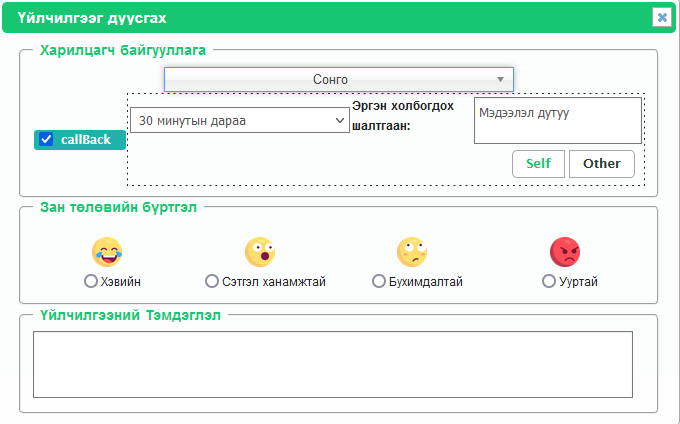 Үйлчилгээг дуусгах
Харилцагч байгууллага
Сонго
callBack
30 минутын дараа
Эргэн холбогдох
шалтгаан:
Мэдээлэл дутуу
Self
Other
Зан төлөвийн бүртгэл
Хэвийн
Сэтгэл ханамжтай
Бухимдалтай
Ууртай
Үйлчилгээний Тэмдэглэл